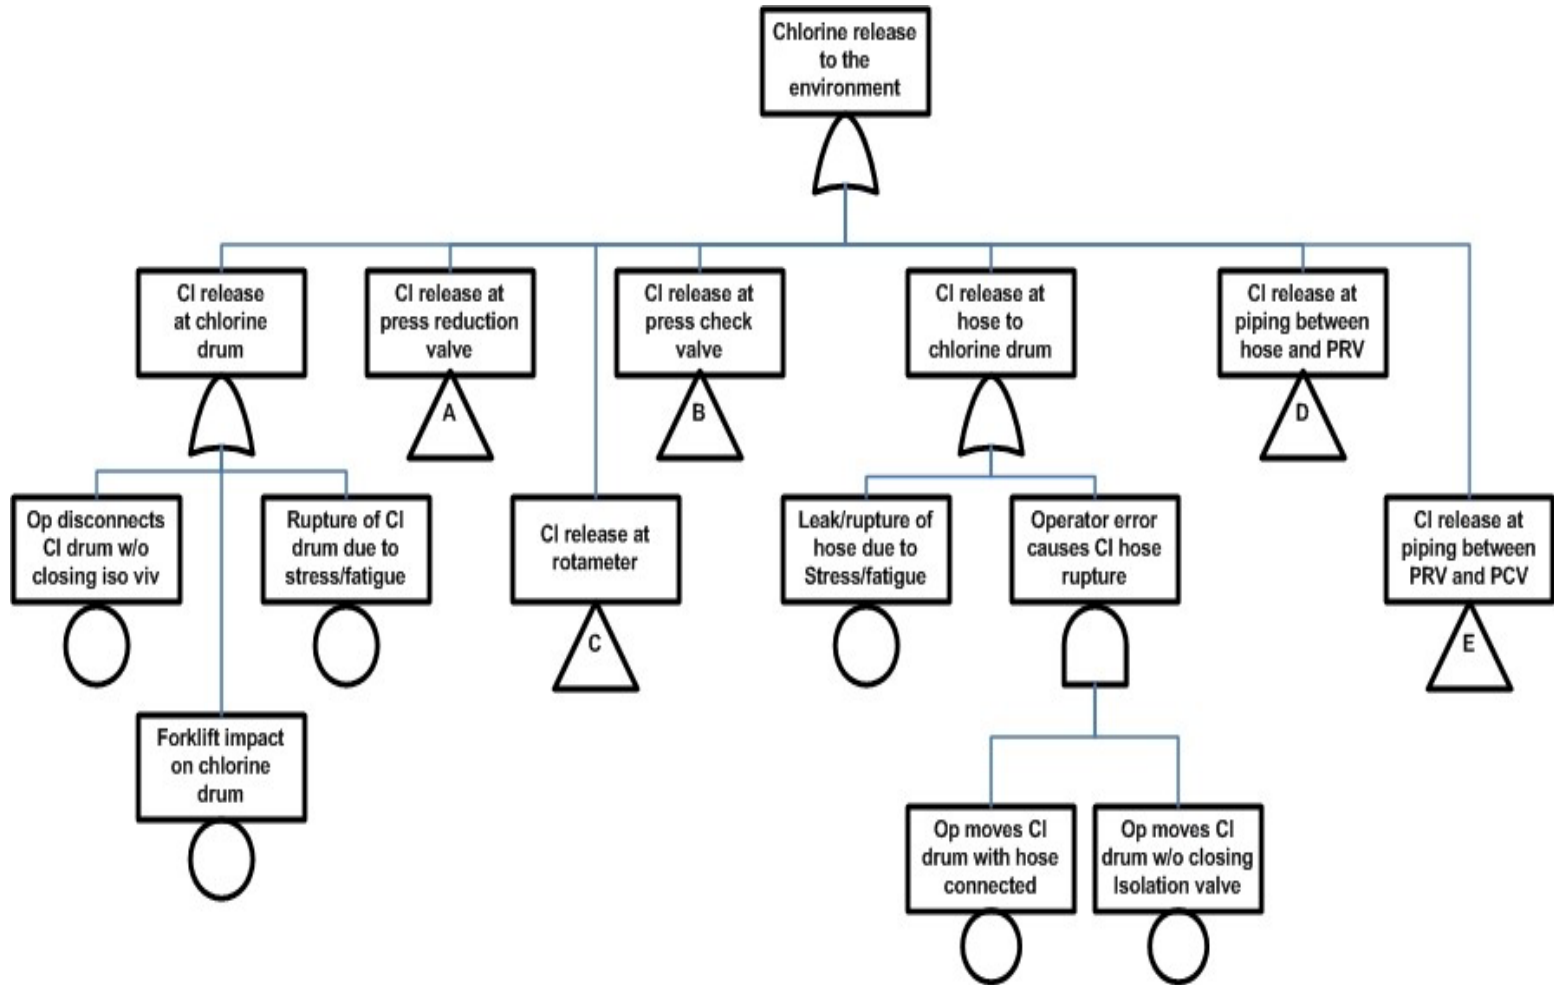 Chlorine release
to the
environment
Cl release
at chlorine
drum
Cl release at
press reduction
valve
A
Cl release at
press check
valve
B
Cl release at
hose to
chlorine drum
Cl release at
piping between
hose and PRV
D
Op disconnects
Cl drum w/o
closing iso viv
Rupture of Cl
drum due to
stress/fatigue
Cl release at
rotameter
C
Leak/rupture of
hose due to
Stress/fatigue
Operator error
causes Cl hose
rupture
Cl release at
piping between
PRV and PCV
E
Forklift impact
on chlorine
drum
Op moves Cl
drum with hose
connected
Op moves Cl
drum w/o closing
Isolation valve